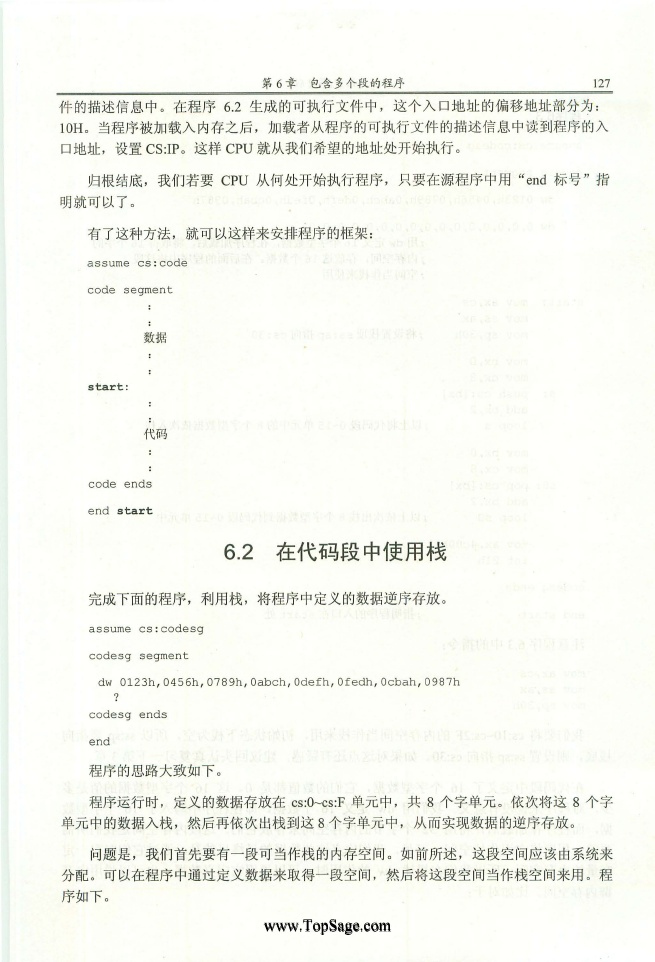 第6章 包含多个段的程序 127
件的描述信息中。在程序 6.2 生成的可执行文件中，这个入口地址的偏移地址部分为：
10H。当程序被加载入内存之后，加载者从程序的可执行文件的描述信息中读到程序的入
口地址，设置 CS:IP。这样 CPU 就从我们希望的地址处开始执行。
归根结底，我们若要 CPU 从何处开始执行程序，只要在源程序中用“end 标号”指
明就可以了。
有了这种方法，就可以这样来安排程序的框架：
assume cs:code
code segment
:
:
数据
:
:
start:
:
:
代码
:
:
code ends
end start
6.2 在代码段中使用栈
完成下面的程序，利用栈，将程序中定义的数据逆序存放。
assume cs:codesg
codesg segment
dw 0123h,0456h,0789h,0abch,0defh,0fedh,0cbah,0987h
?
codesg ends
end
程序的思路大致如下。
程序运行时，定义的数据存放在 cs:0~cs:F 单元中，共 8 个字单元。依次将这 8 个字
单元中的数据入栈，然后再依次出栈到这 8 个字单元中，从而实现数据的逆序存放。
问题是，我们首先要有一段可当作栈的内存空间。如前所述，这段空间应该由系统来
分配。可以在程序中通过定义数据来取得一段空间，然后将这段空间当作栈空间来用。程
序如下。
www.TopSage.com